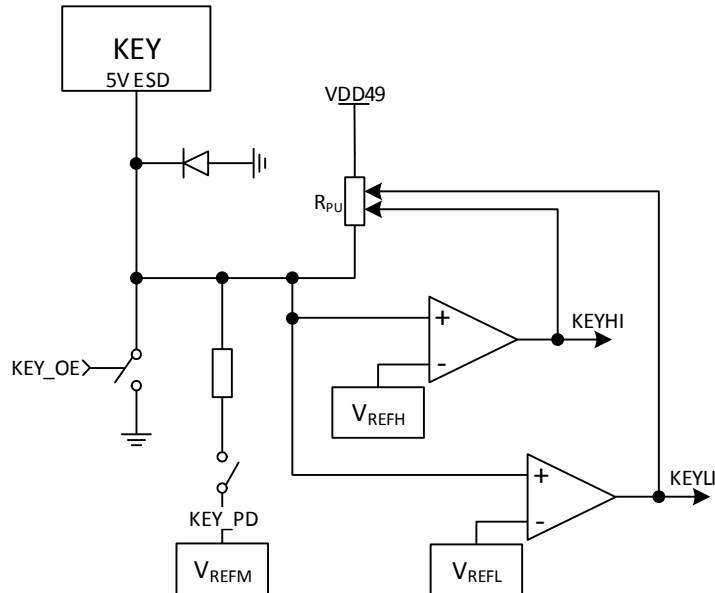 KEY
5V ESD
VDD49
RPU
+
-
KEYHI
KEY_OE
VREFH
+
-
KEYLI
KEY_PD
VREFM
VREFL